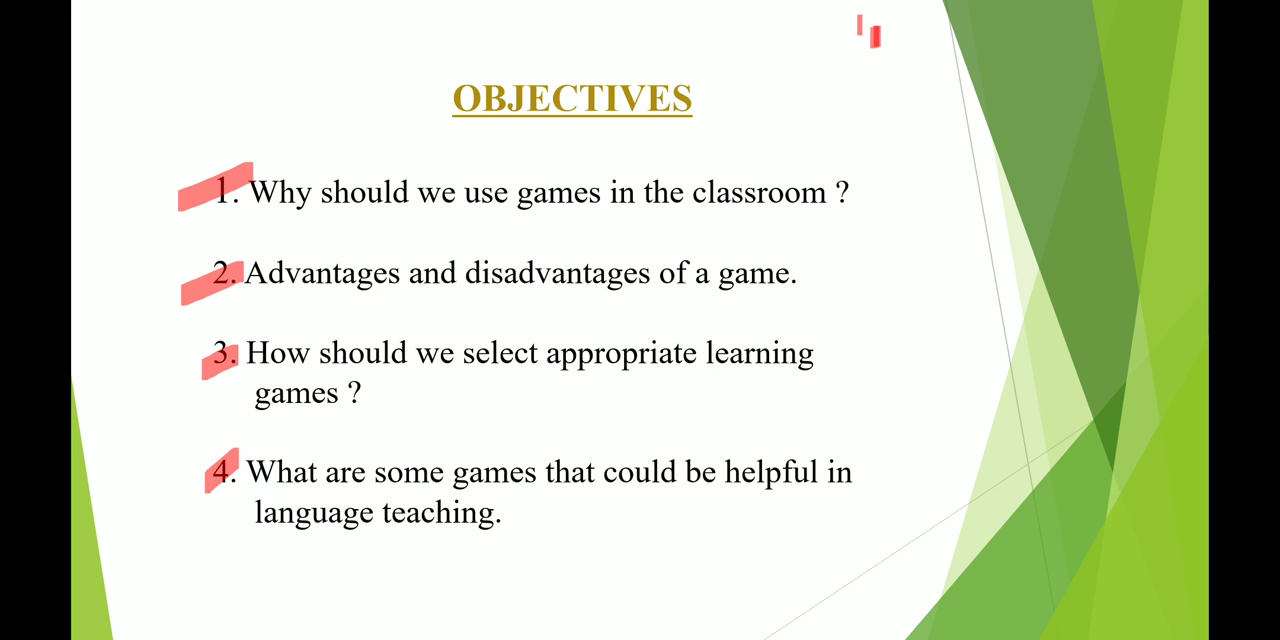 OBJECTIVES
1. Why should we use games in the classroom ?
2. Advantages and disadvantages of a game.
3. How should we select appropriate learning
games ?
4. What are some games that could be helpful in
language teaching.